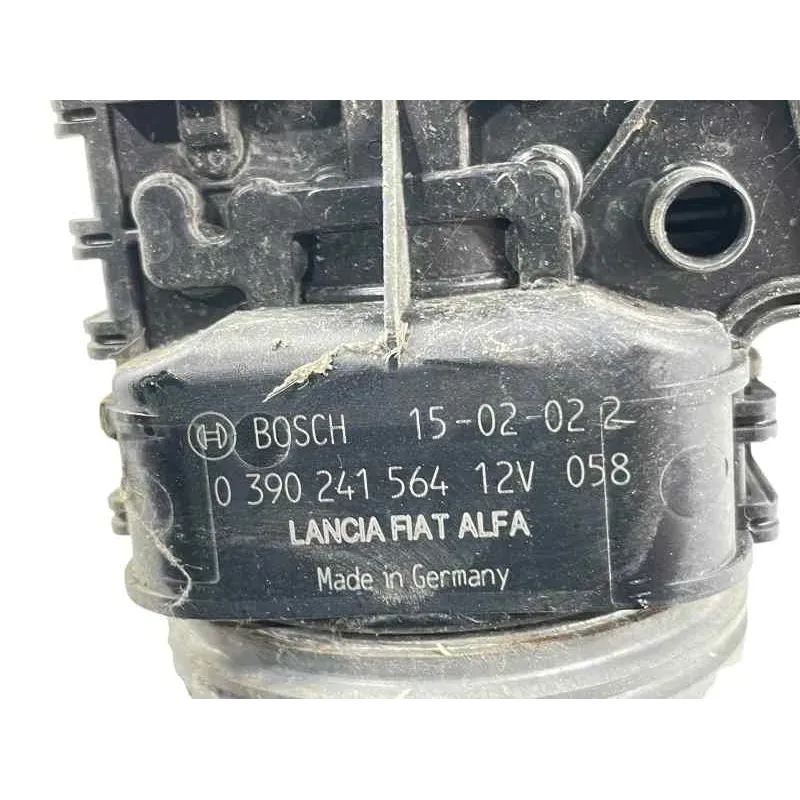 BOSCH 15-02-02 2
0 390 241 564 12V 058
LANCIA FIAT ALFA
Made in Germany